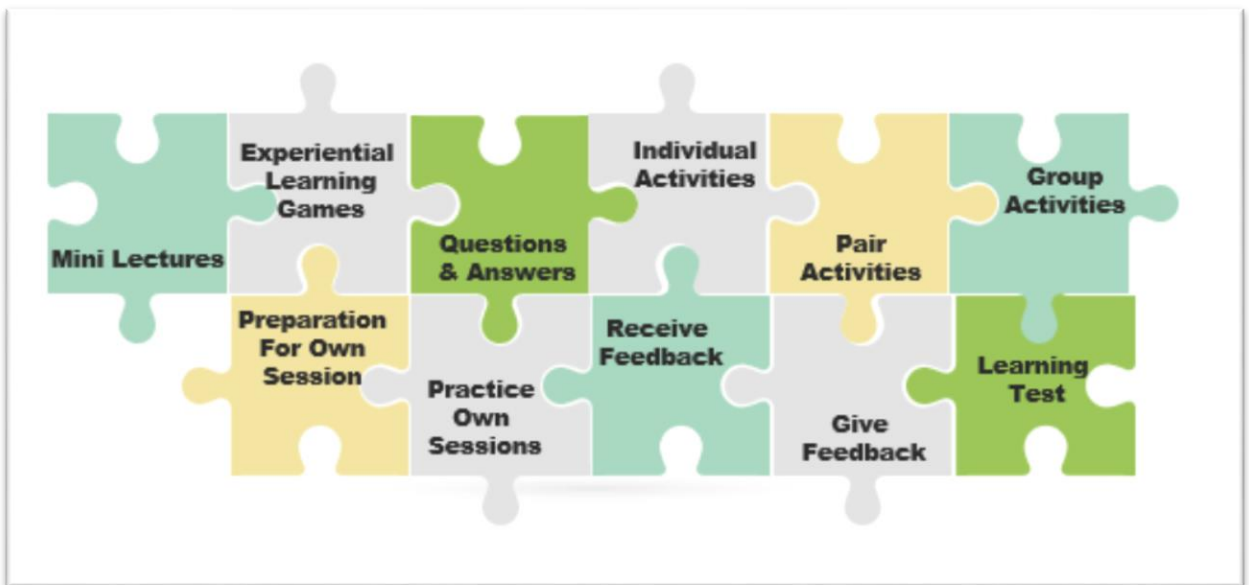 Mini Lectures
Experiential
Learning
Games
Questions
& Answers
Individual
Activities
Pair
Activities
Group
Activities
Preparation
For Own
Session
Practice
Own
Sessions
Receive
Feedback
Give
Feedback
Learning
Test